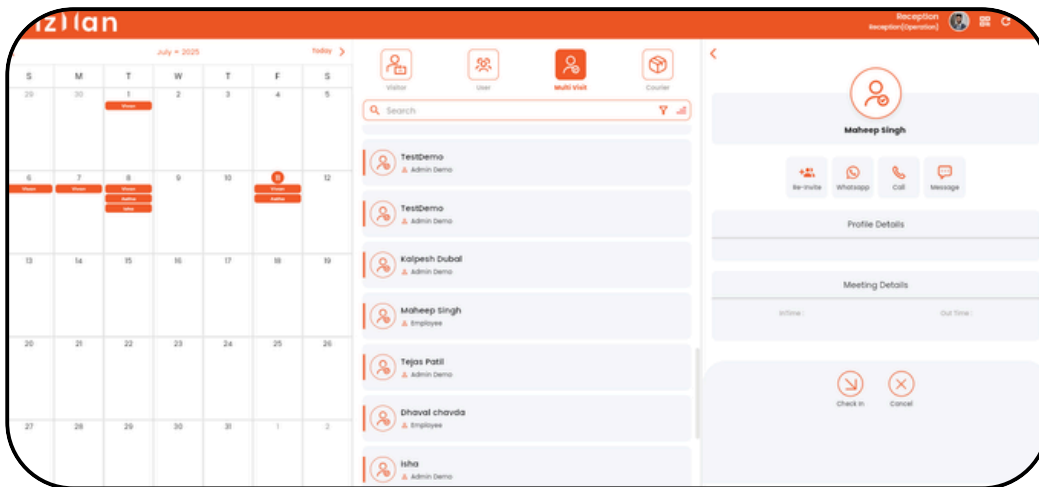 Reception
Reception(Operation)
July 2025
Today
S M T W T F S
29 30 1 2 3 4 5
6 7 8 9 10 11 12
13 14 15 16 17 18 19
20 21 22 23 24 25 26
27 28 29 30 31 1 2
Visitor
User
Multi Visit
Courier
Search
TestDemo
Admin Demo
TestDemo
Admin Demo
Kalpesh Dubal
Admin Demo
Maheep Singh
Employee
Tejas Patil
Admin Demo
Dhaval chavda
Employee
isha
Admin Demo
Maheep Singh
Re-Invite
Whatsapp
Call
Message
Profile Details
Meeting Details
InTime :
Out Time :
Check In
Cancel